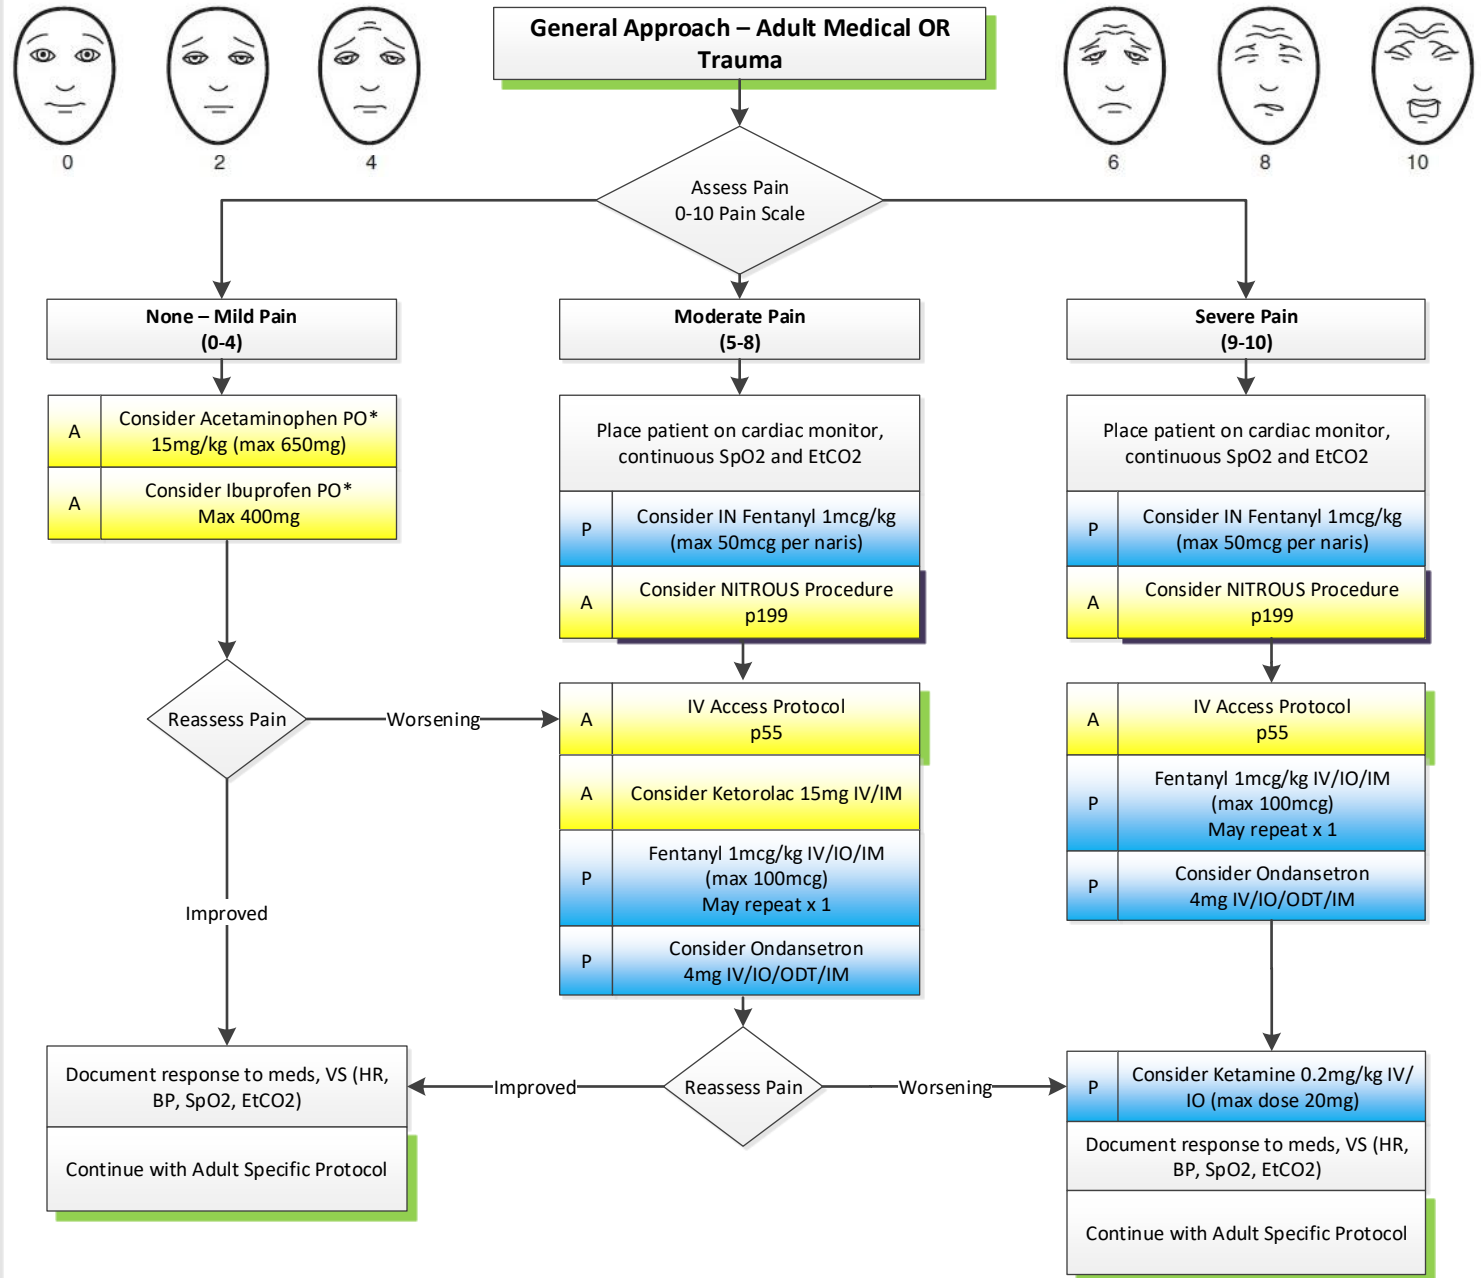 General Approach – Adult Medical OR
Trauma
0
2
4
6
8
10
Assess Pain
0-10 Pain Scale
None – Mild Pain
(0-4)
Moderate Pain
(5-8)
Severe Pain
(9-10)
A
Consider Acetaminophen PO*
15mg/kg (max 650mg)
A
Consider Ibuprofen PO*
Max 400mg
Place patient on cardiac monitor,
continuous SpO2 and EtCO2
P
Consider IN Fentanyl 1mcg/kg
(max 50mcg per naris)
A
Consider NITROUS Procedure
p199
Place patient on cardiac monitor,
continuous SpO2 and EtCO2
P
Consider IN Fentanyl 1mcg/kg
(max 50mcg per naris)
A
Consider NITROUS Procedure
p199
Reassess Pain
Worsening
Improved
A
IV Access Protocol
p55
A
Consider Ketorolac 15mg IV/IM
P
Fentanyl 1mcg/kg IV/IO/IM
(max 100mcg)
May repeat x 1
P
Consider Ondansetron
4mg IV/IO/ODT/IM
A
IV Access Protocol
p55
P
Fentanyl 1mcg/kg IV/IO/IM
(max 100mcg)
May repeat x 1
P
Consider Ondansetron
4mg IV/IO/ODT/IM
Reassess Pain
Improved
Worsening
Document response to meds, VS (HR,
BP, SpO2, EtCO2)
Continue with Adult Specific Protocol
P
Consider Ketamine 0.2mg/kg IV/
IO (max dose 20mg)
Document response to meds, VS (HR,
BP, SpO2, EtCO2)
Continue with Adult Specific Protocol